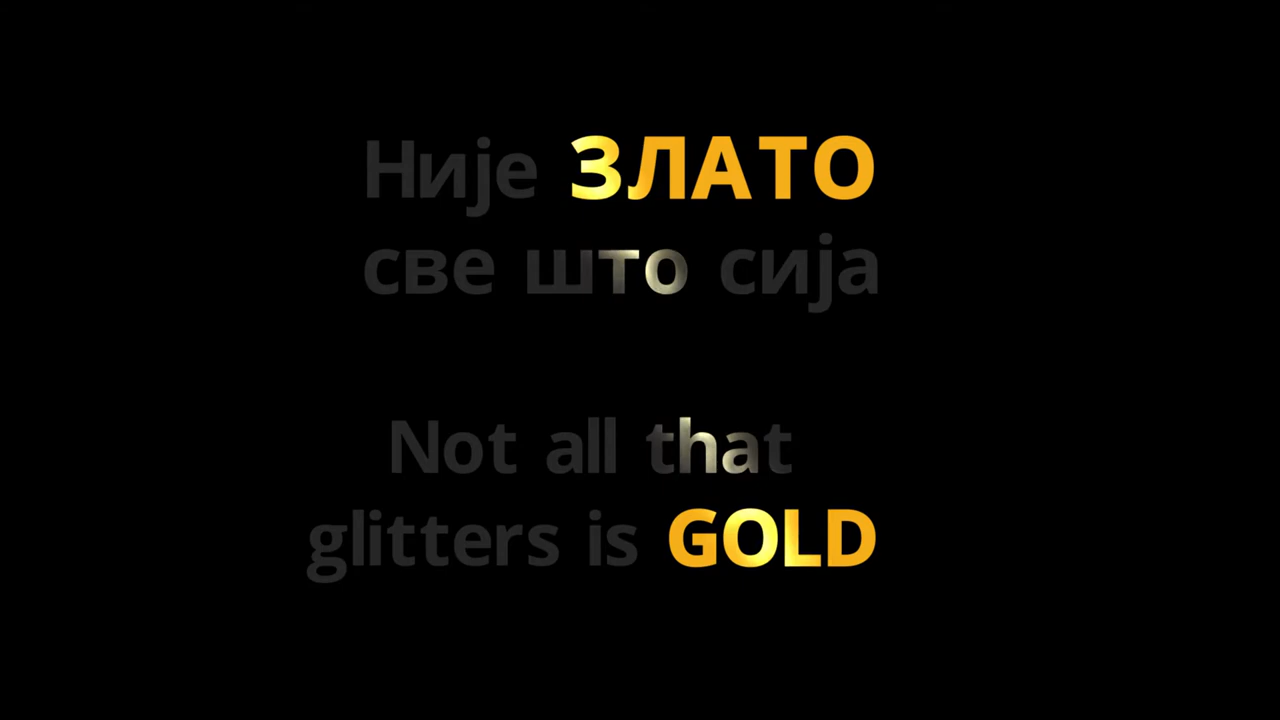 Није ЗЛАТО
све што сија
Not all that
glitters is GOLD